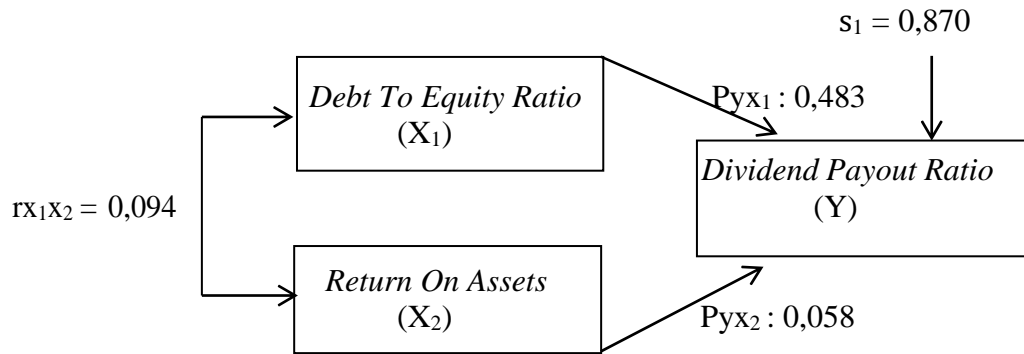 s₁ = 0,870
Debt To Equity Ratio
(X₁)
Pyx₁ : 0,483
Dividend Payout Ratio
(Y)
rx₁x₂ = 0,094
Return On Assets
(X₂)
Pyx₂ : 0,058